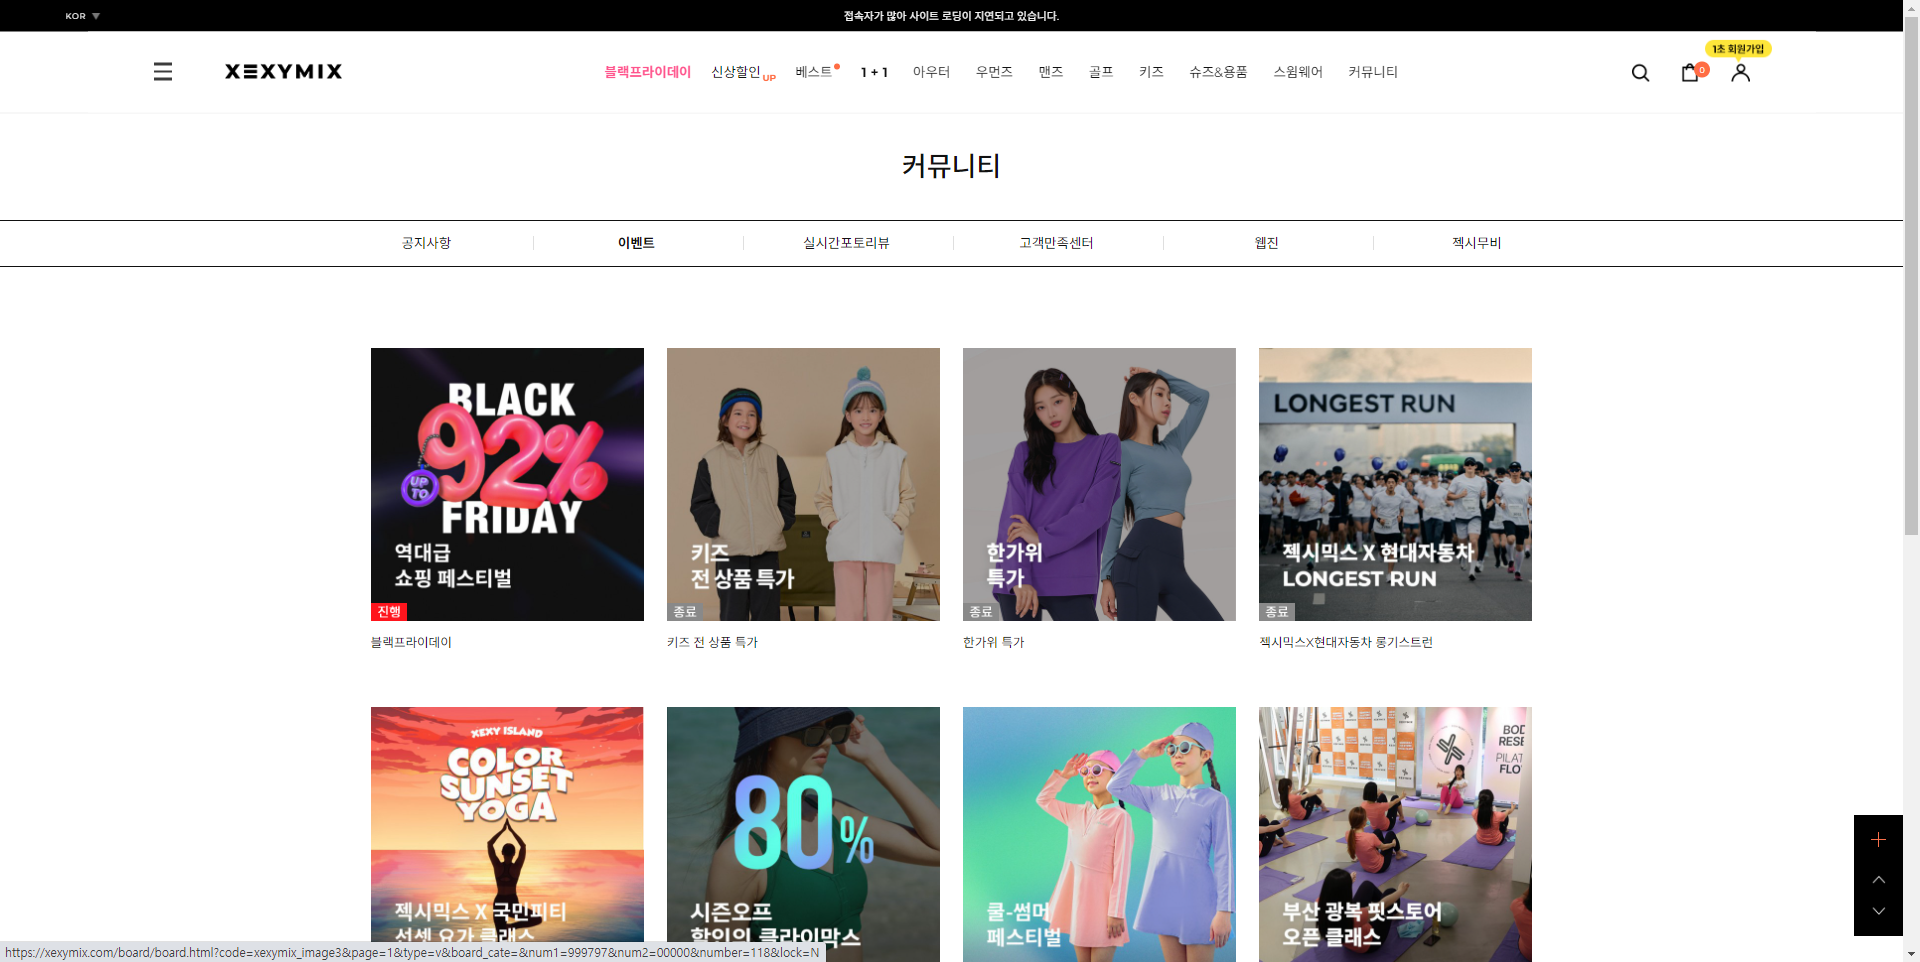 KOR
접속자가 많아 사이트 로딩이 지연되고 있습니다.
1초 회원가입
XEXYMIX
블랙프라이데이 신상할인 UP 베스트 1 + 1 아우터 우먼즈 맨즈 골프 키즈 슈즈&용품 스윔웨어 커뮤니티
0
커뮤니티
공지사항 이벤트 실시간포토리뷰 고객만족센터 웹진 젝시무비
BLACK
92%
UP TO
FRIDAY
역대급
쇼핑 페스티벌
진행
블랙프라이데이
키즈
전 상품 특가
종료
키즈 전 상품 특가
한가위
특가
종료
한가위 특가
LONGEST RUN
젝시믹스 X 현대자동차
LONGEST RUN
종료
젝시믹스X현대자동차 롱기스트런
XEXY ISLAND
COLOR
SUNSET
YOGA
젝시믹스 X 국민피티
선셋 요가 클래스
80%
시즌오프
할인의 클라이막스
쿨-썸머
페스티벌
부산 광복 핏스토어
오픈 클래스
https://xexymix.com/board/board.html?code=xexymix_image3&page=1&type=v&board_cate=&num1=999797&num2=00000&number=118&lock=N